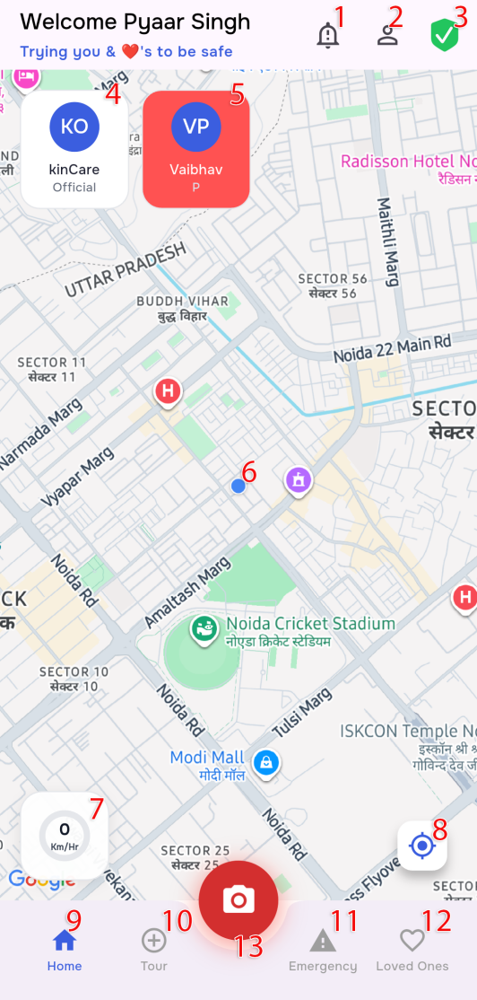 Welcome Pyaar Singh
1
2
3
Trying you & ❤️'s to be safe
Marg
4
5
KO
VP
kinCare
Official
Vaibhav
P
Radisson Hotel No
रैडिसन
Maithli Marg
UTTAR PRADESH
SECTOR 56
सेक्टर 56
BUDDH VIHAR
बुद्ध विहार
Noida 22 Main Rd
SECTOR 11
सेक्टर 11
H
SECTO
सेक्टर
Narmada Marg
Vyapar Marg
6
Noida Rd
Amaltash Marg
CK
क
H
Noida Cricket Stadium
नोएडा क्रिकेट स्टेडियम
SECTOR 10
सेक्टर 10
Noida Rd
Tulsi Marg
ISKCON Temple No
इस्कॉन श्री श्र
गोविन्द देव ज
Modi Mall
मोदी मॉल
7
0
Km/Hr
Noida Rd
8
SECTOR 25
सेक्टर 25
Google
ss Flyove
SECTO
सेक्टर
9
10
13
11
12
Home
Tour
Emergency
Loved Ones